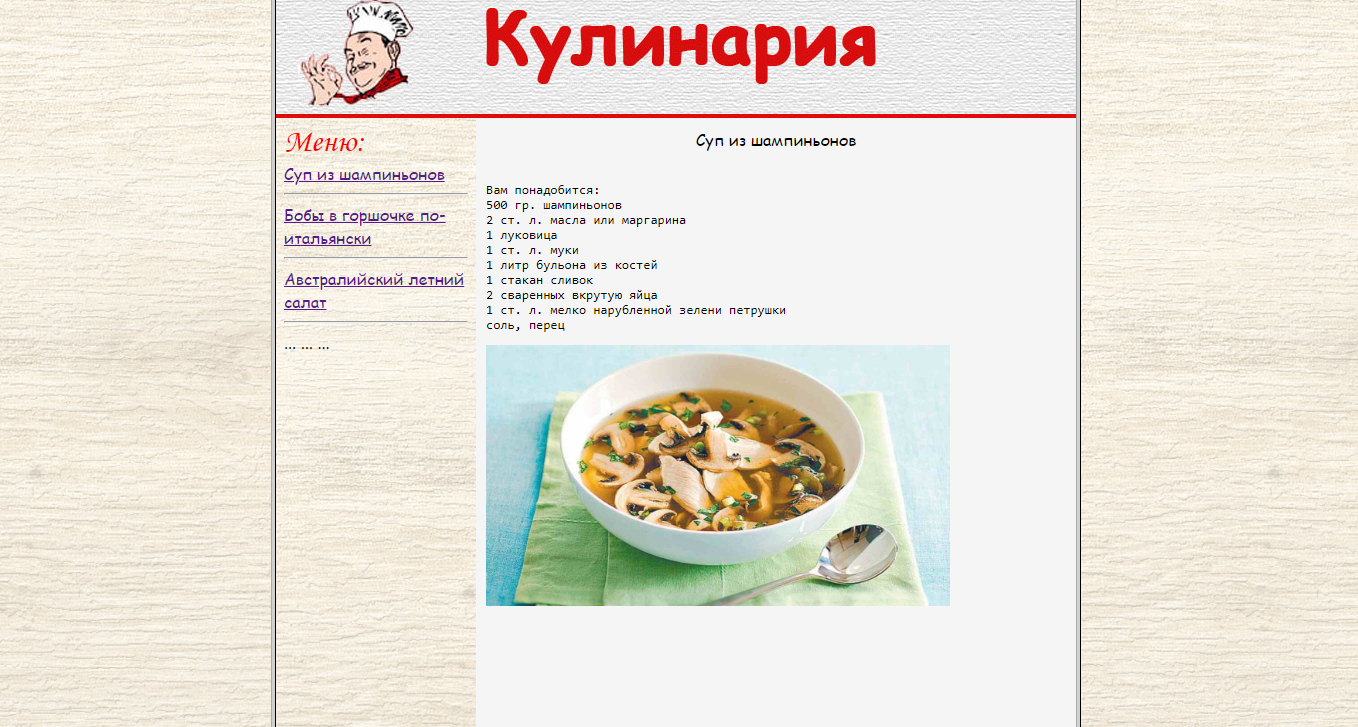 Кулинария
Меню:
Суп из шампиньонов
Бобы в горшочке по-
итальянски
Австралийский летний
салат
... ... ...
Суп из шампиньонов
Вам понадобится:
500 гр. шампиньонов
2 ст. л. масла или маргарина
1 луковица
1 ст. л. муки
1 литр бульона из костей
1 стакан сливок
2 сваренных вкрутую яйца
1 ст. л. мелко нарубленной зелени петрушки
соль, перец